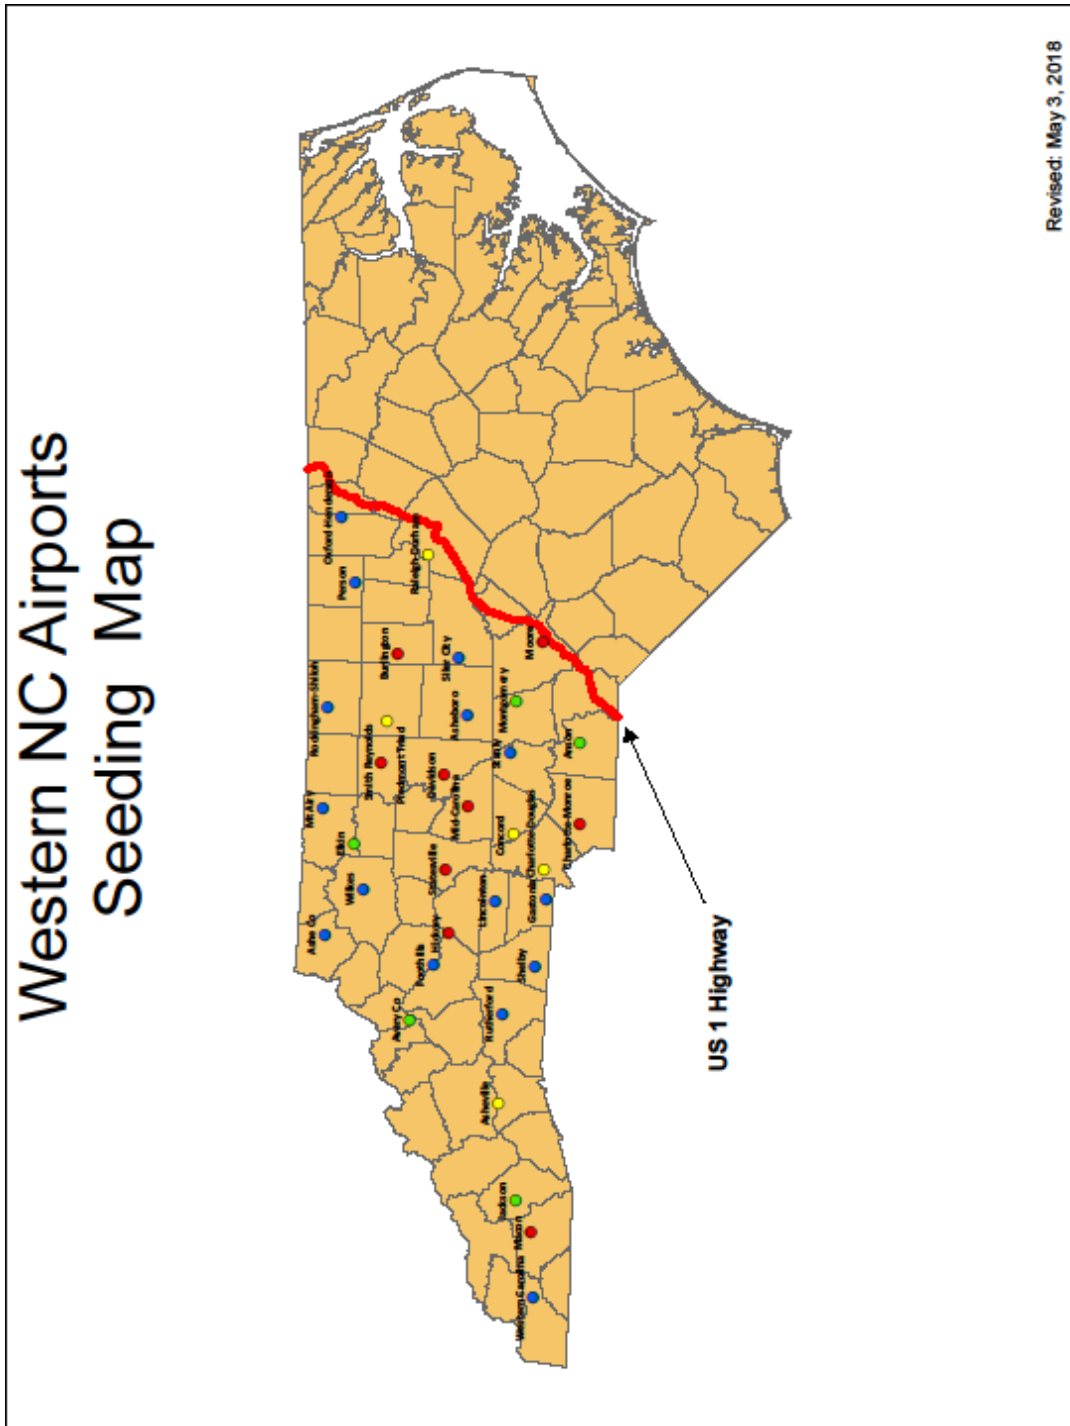 Western NC Airports
Seeding Map
Ashe Co
Wilkes
Mt Airy
Elkin
Rockingham-Shiloh
Smith Reynolds
Piedmont Triad
Burlington
Person
Oxford Henderson
Raleigh-Durham
Siler City
Asheboro
Davidson
Mid-Carolina
Statesville
Hickory
Foothills
Avery Co
Lincolnton
Concord
Stanly
Montgomery
Moore
Anson
Charlotte-Monroe
Charlotte-Douglas
Gastonia
Shelby
Rutherford
Asheville
Jackson
Macon
Western Carolina
US 1 Highway
Revised: May 3, 2018